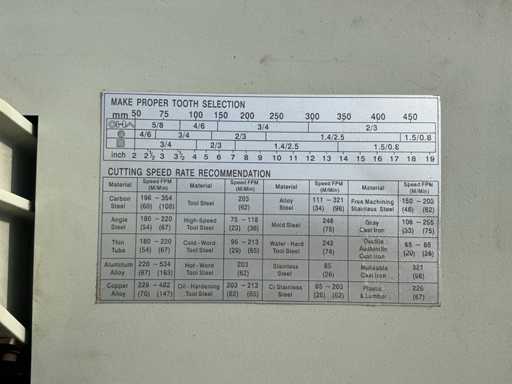 MAKE PROPER TOOTH SELECTION
mm 50 75 100 150 200 250 300 350 400 450
5/8 4/6 3/4 2/3
4/6 3/4 2/3 1.4/2.5 1.5/0.8
3/4 2/3 1.4/2.5 1.5/0.8
inch 2 2½ 3 3½ 4 5 6 7 8 9 10 11 12 13 14 15 16 17 18 19
CUTTING SPEED RATE RECOMMENDATION
Material Speed FPM (M/Min) Material Speed FPM (M/Min) Material Speed FPM (M/Min) Material Speed FPM (M/Min)
Carbon Steel 196 - 354 (60) (108) Tool Steel 203 (62) Alloy Steel 111 - 321 (34) (98) Free Machining Stainless Steel 150 - 203 (46) (62)
Angle Steel 180 - 220 (54) (67) High-Speed Tool Steel 75 - 118 (23) (36) Mold Steel 246 (75) Gray Cast Iron 108 - 255 (33) (75)
Thin Tube 180 - 220 (54) (67) Cold - Word Tool Steel 95 - 213 (29) (65) Water - Hard Tool Steel 242 (74) Ductile Austenitic Cast Iron 65 - 85 (20) (26)
Aluminum Alloy 220 - 534 (67) (163) Hot - Word Tool Steel 203 (62) Stainless Steel 85 (26) Malleable Cast Iron 321 (98)
Copper Alloy 229 - 482 (70) (147) Oil - Hardening Tool Steel 203 - 213 (62) (65) Cr Stainless Steel 85 - 203 (26) (62) Plastic & Lumber 225 (67)